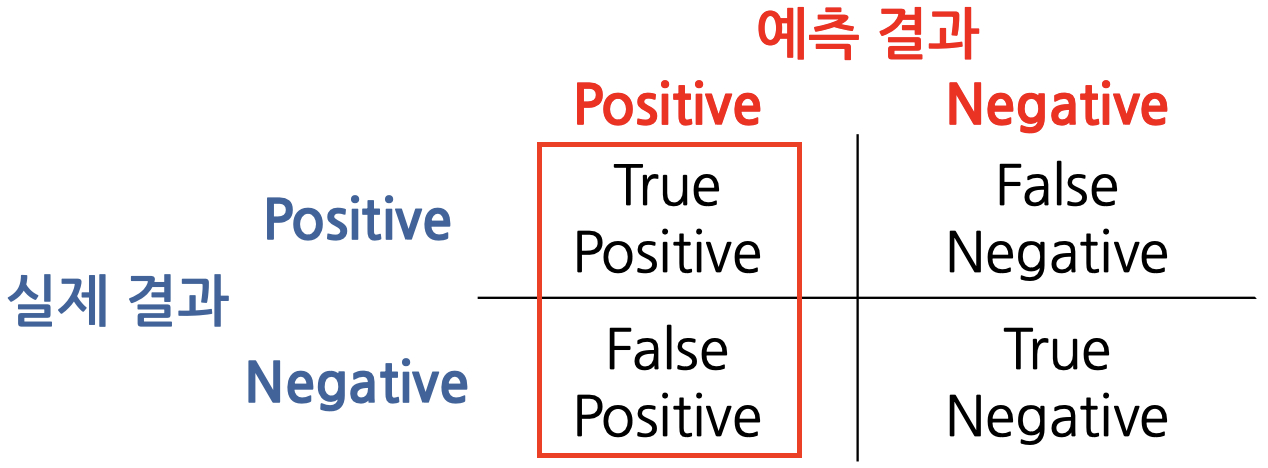 예측 결과
Positive Negative
True Positive
False Negative
Positive
실제 결과
Negative
False Positive
True Negative